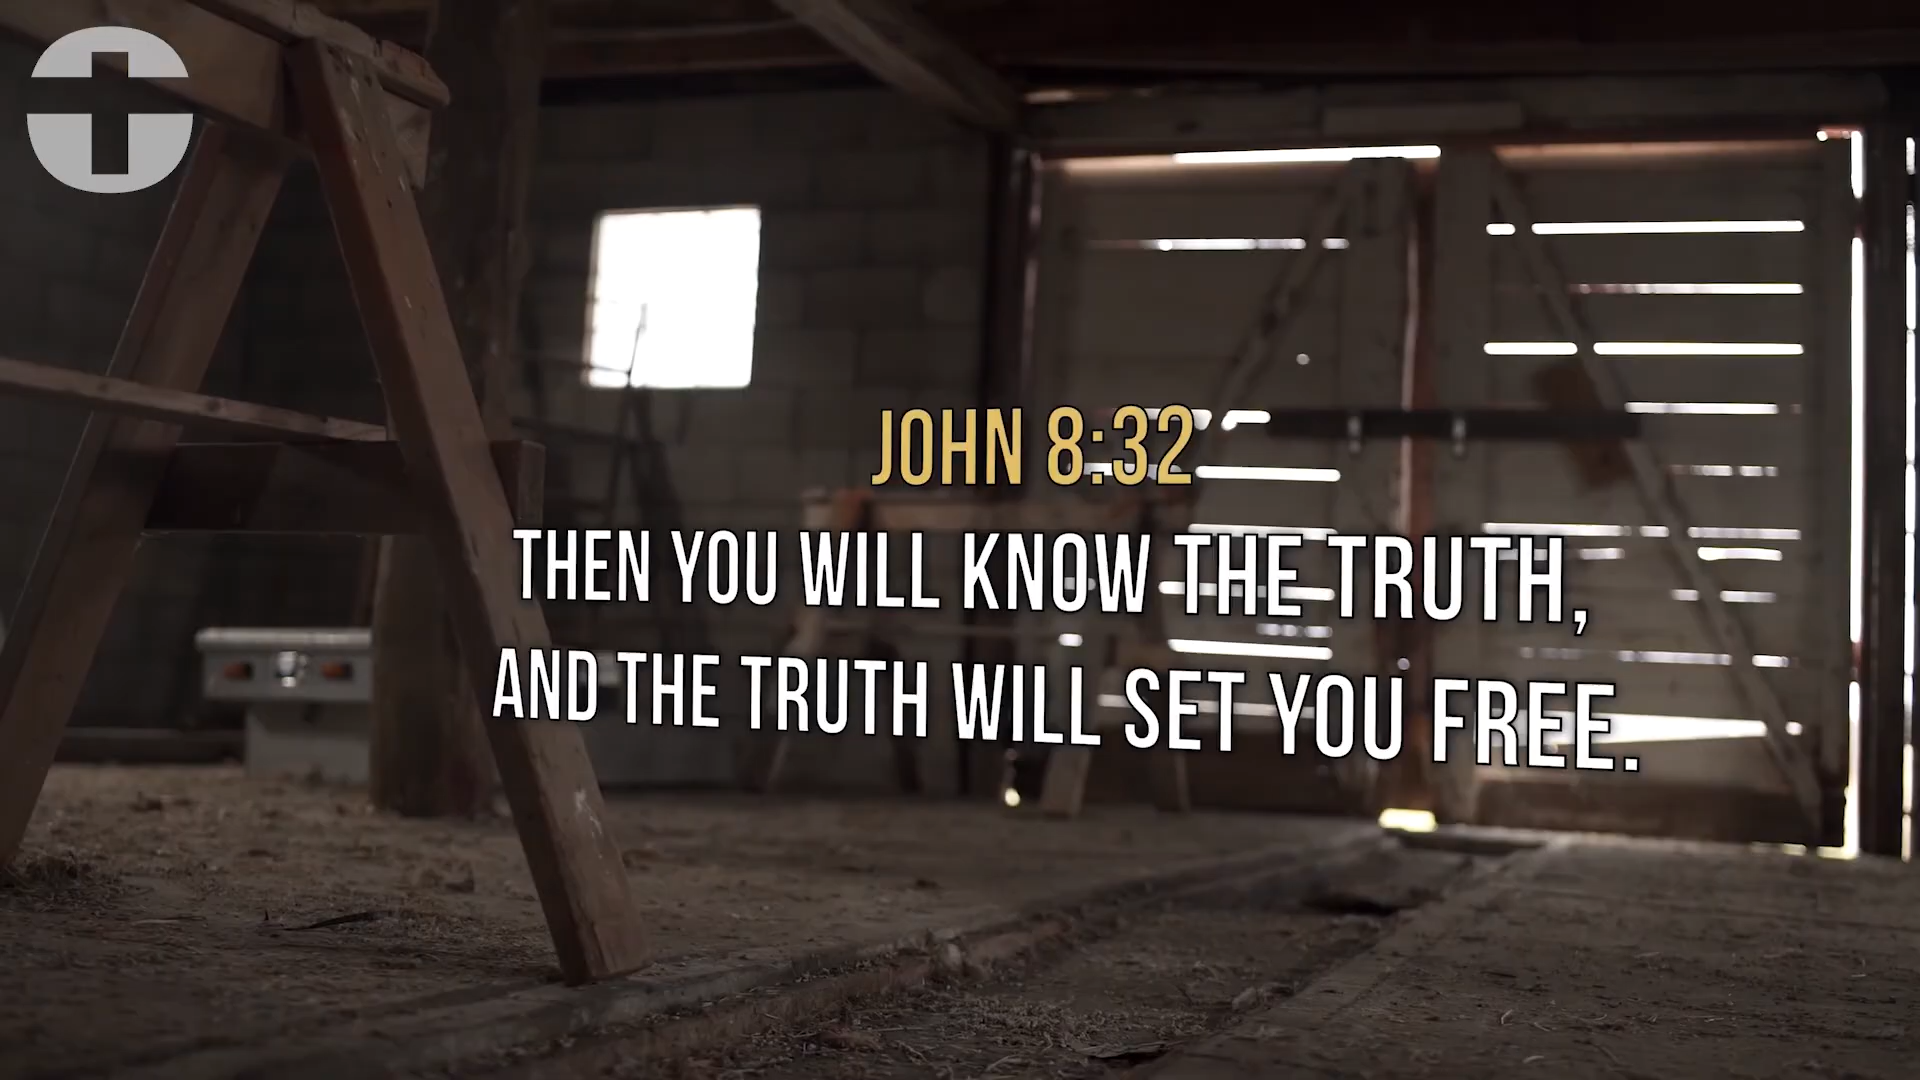 JOHN 8:32
THEN YOU WILL KNOW THE TRUTH,
AND THE TRUTH WILL SET YOU FREE.